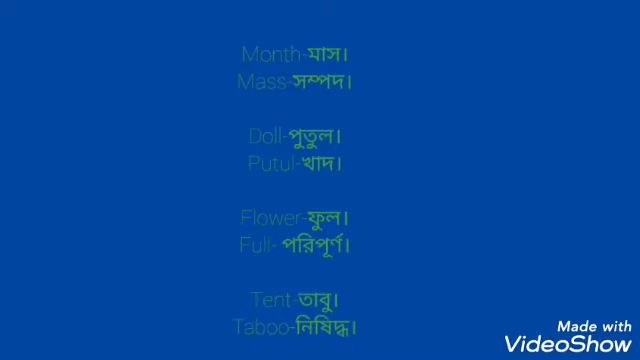 Month-মাস।
Mass-সম্পদ।
Doll-পুতুল।
Putul-খাদ।
Flower-ফুল।
Full- পরিপূর্ণ।
Tent-তাবু।
Taboo-নিষিদ্ধ।
Made with
VideoShow